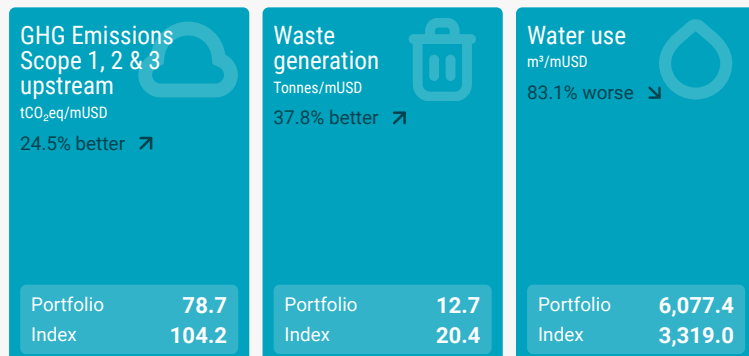 GHG Emissions
Scope 1, 2 & 3
upstream
tCO₂eq/mUSD
24.5% better
Portfolio 78.7
Index 104.2
Waste
generation
Tonnes/mUSD
37.8% better
Portfolio 12.7
Index 20.4
Water use
m³/mUSD
83.1% worse
Portfolio 6,077.4
Index 3,319.0